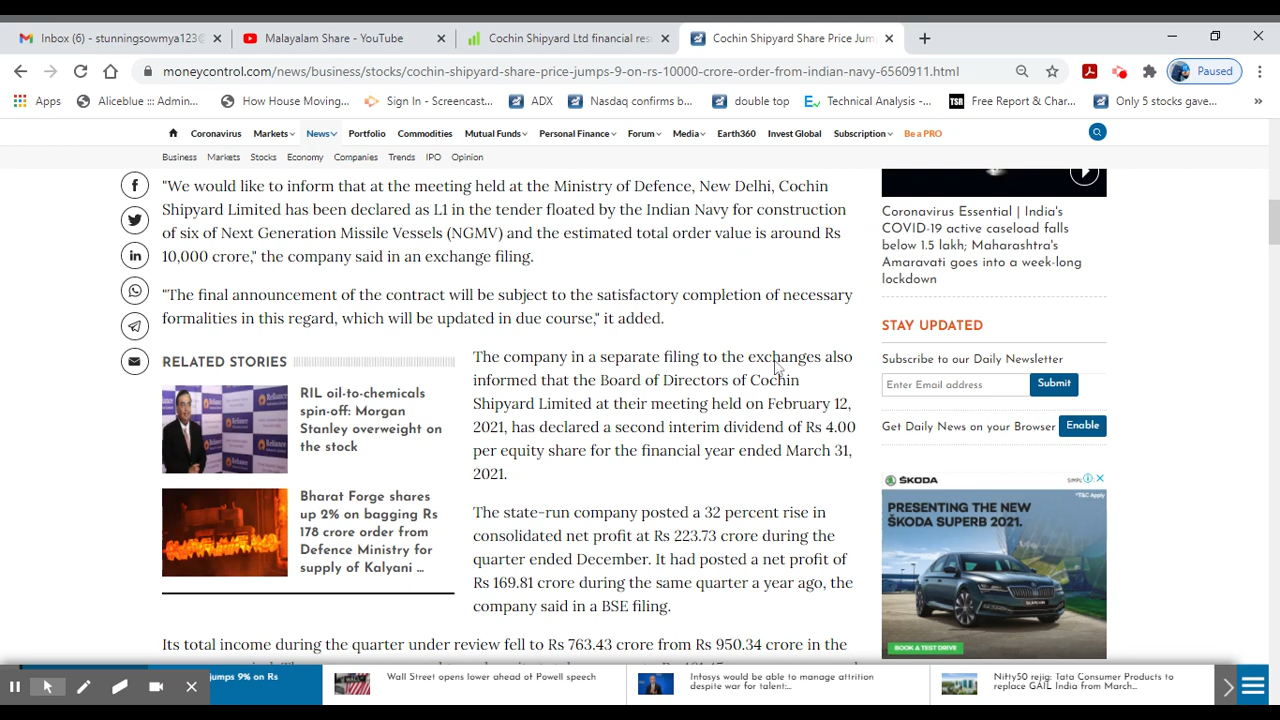 Inbox (6) - stunningsowmya123@
Malayalam Share - YouTube
Cochin Shipyard Ltd financial res
Cochin Shipyard Share Price Jum
moneycontrol.com/news/business/stocks/cochin-shipyard-share-price-jumps-9-on-rs-10000-crore-order-from-indian-navy-6560911.html
Paused
Apps
Aliceblue ::: Admin...
How House Moving...
Sign In - Screencast...
ADX
Nasdaq confirms b...
double top
Technical Analysis -...
TSR
Free Report & Char...
Only 5 stocks gave...
Coronavirus
Markets
News
Portfolio
Commodities
Mutual Funds
Personal Finance
Forum
Media
Earth360
Invest Global
Subscription
Be a PRO
Business
Markets
Stocks
Economy
Companies
Trends
IPO
Opinion
"We would like to inform that at the meeting held at the Ministry of Defence, New Delhi, Cochin
Shipyard Limited has been declared as L1 in the tender floated by the Indian Navy for construction
of six of Next Generation Missile Vessels (NGMV) and the estimated total order value is around Rs
10,000 crore," the company said in an exchange filing.
"The final announcement of the contract will be subject to the satisfactory completion of necessary
formalities in this regard, which will be updated in due course," it added.
RELATED STORIES
RIL oil-to-chemicals
spin-off: Morgan
Stanley overweight on
the stock
Bharat Forge shares
up 2% on bagging Rs
178 crore order from
Defence Ministry for
supply of Kalyani ...
The company in a separate filing to the exchanges also
informed that the Board of Directors of Cochin
Shipyard Limited at their meeting held on February 12,
2021, has declared a second interim dividend of Rs 4.00
per equity share for the financial year ended March 31,
2021.
The state-run company posted a 32 percent rise in
consolidated net profit at Rs 223.73 crore during the
quarter ended December. It had posted a net profit of
Rs 169.81 crore during the same quarter a year ago, the
company said in a BSE filing.
Its total income during the quarter under review fell to Rs 763.43 crore from Rs 950.34 crore in the
Coronavirus Essential | India's
COVID-19 active caseload falls
below 1.5 lakh; Maharashtra's
Amaravati goes into a week-long
lockdown
STAY UPDATED
Subscribe to our Daily Newsletter
Enter Email address
Submit
Get Daily News on your Browser
Enable
ŠKODA
*T&C Apply
PRESENTING THE NEW
ŠKODA SUPERB 2021.
BOOK A TEST DRIVE
jumps 9% on Rs
Wall Street opens lower ahead of Powell speech
Infosys would be able to manage attrition
despite war for talent:...
Nifty50 rejig: Tata Consumer Products to
replace GAIL India from March...